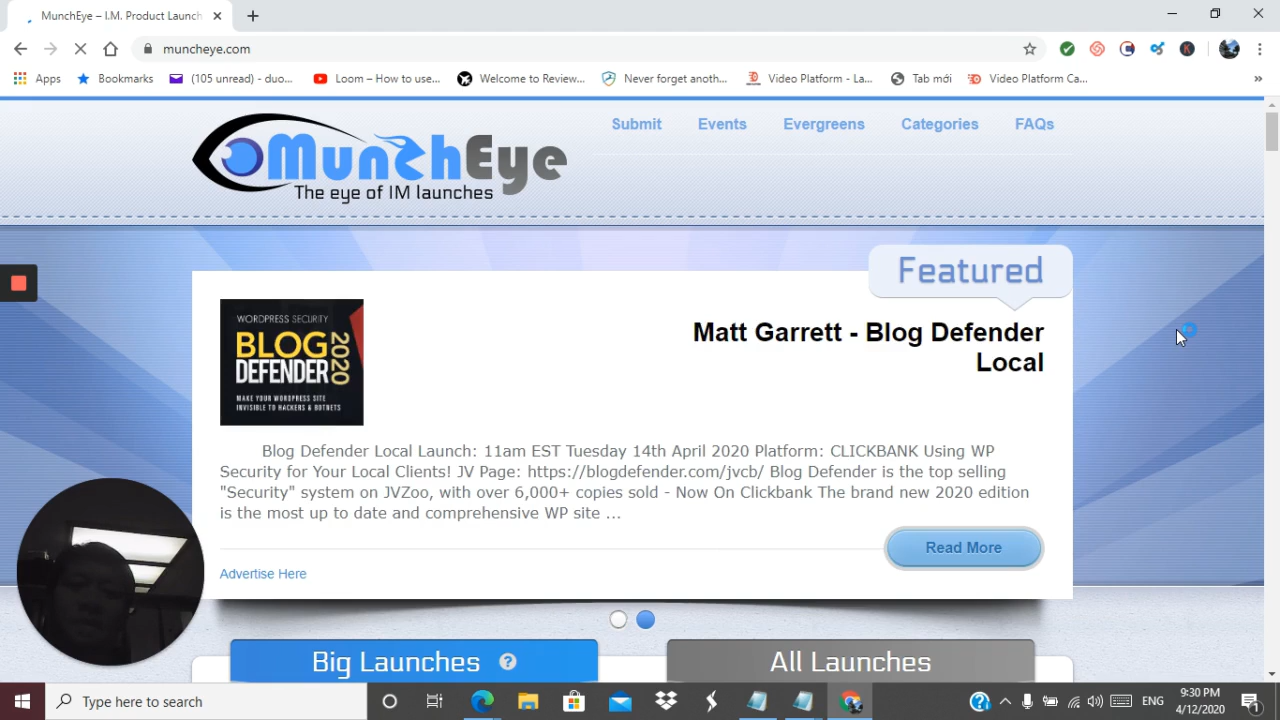 MunchEye – I.M. Product Launch
muncheye.com
Apps
Bookmarks
(105 unread) - duo...
Loom – How to use...
Welcome to Review...
Never forget anoth...
Video Platform - La...
Tab mới
Video Platform Ca...
»
MunchEye
The eye of IM launches
Submit
Events
Evergreens
Categories
FAQs
Featured
WORDPRESS SECURITY
BLOG
DEFENDER
2020
MAKE YOUR WORDPRESS SITE
INVISIBLE TO HACKERS & BOTNETS
Matt Garrett - Blog Defender
Local
Blog Defender Local Launch: 11am EST Tuesday 14th April 2020 Platform: CLICKBANK Using WP
Security for Your Local Clients! JV Page: https://blogdefender.com/jvcb/ Blog Defender is the top selling
"Security" system on JVZoo, with over 6,000+ copies sold - Now On Clickbank The brand new 2020 edition
is the most up to date and comprehensive WP site ...
Read More
Advertise Here
Big Launches ?
All Launches
Type here to search
ENG
9:30 PM
4/12/2020
1